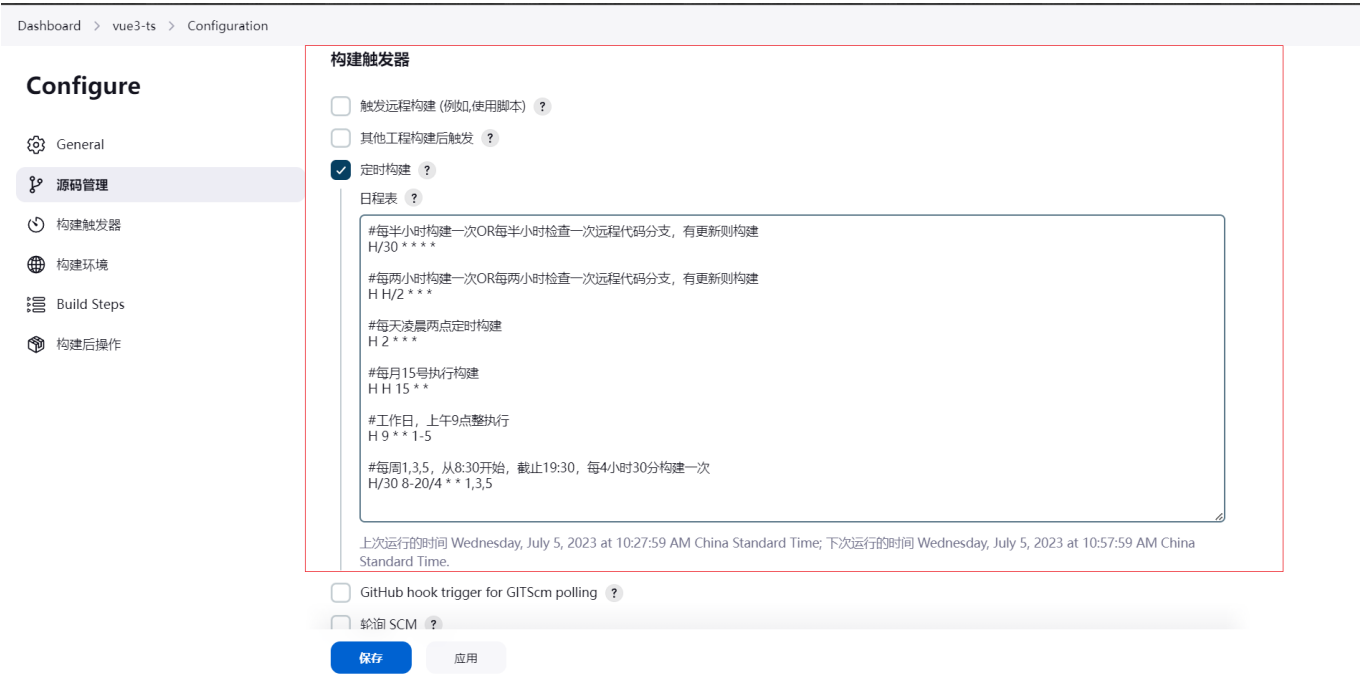 Dashboard > vue3-ts > Configuration
Configure
General
源码管理
构建触发器
构建环境
Build Steps
构建后操作
构建触发器
触发远程构建 (例如,使用脚本) ?
其他工程构建后触发 ?
定时构建 ?
日程表 ?
#每半小时构建一次OR每半小时检查一次远程代码分支，有更新则构建
H/30 * * * *
#每两小时构建一次OR每两小时检查一次远程代码分支，有更新则构建
H H/2 * * *
#每天凌晨两点定时构建
H 2 * * *
#每月15号执行构建
H H 15 * *
#工作日，上午9点整执行
H 9 * * 1-5
#每周1,3,5，从8:30开始，截止19:30，每4小时30分构建一次
H/30 8-20/4 * * 1,3,5
上次运行的时间 Wednesday, July 5, 2023 at 10:27:59 AM China Standard Time; 下次运行的时间 Wednesday, July 5, 2023 at 10:57:59 AM China
Standard Time.
GitHub hook trigger for GITScm polling ?
轮询 SCM ?
保存
应用